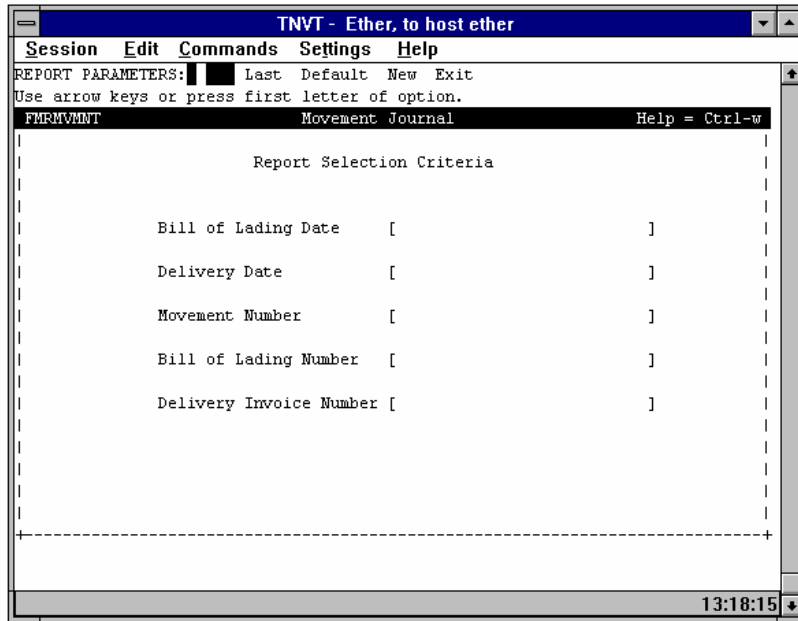 TNVT - Ether, to host ether
Session Edit Commands Settings Help
REPORT PARAMETERS: Last Default New Exit
Use arrow keys or press first letter of option.
FMRMVMNT Movement Journal Help = Ctrl-w
Report Selection Criteria
Bill of Lading Date [ ]
Delivery Date [ ]
Movement Number [ ]
Bill of Lading Number [ ]
Delivery Invoice Number [ ]
13:18:15